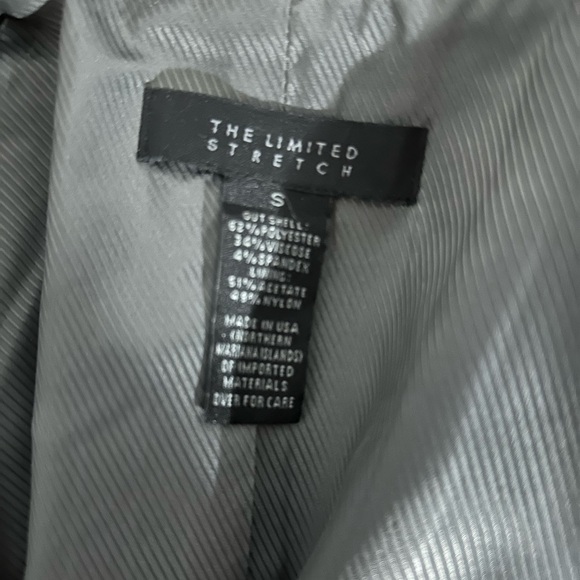 THE LIMITED
STRETCH
S
OUT SHELL:
62% POLYESTER
34% VISCOSE
4% SPANDEX
LINING:
51% ACETATE
49% NYLON
MADE IN USA
(NORTHERN
MARIANA ISLANDS)
OF IMPORTED
MATERIALS
OVER FOR CARE